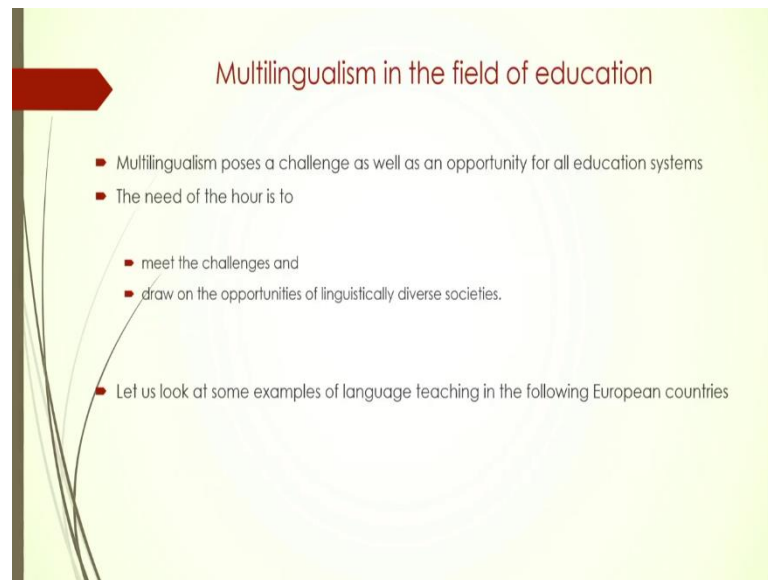 Multilingualism in the field of education
Multilingualism poses a challenge as well as an opportunity for all education systems
The need of the hour is to
meet the challenges and
draw on the opportunities of linguistically diverse societies.
Let us look at some examples of language teaching in the following European countries